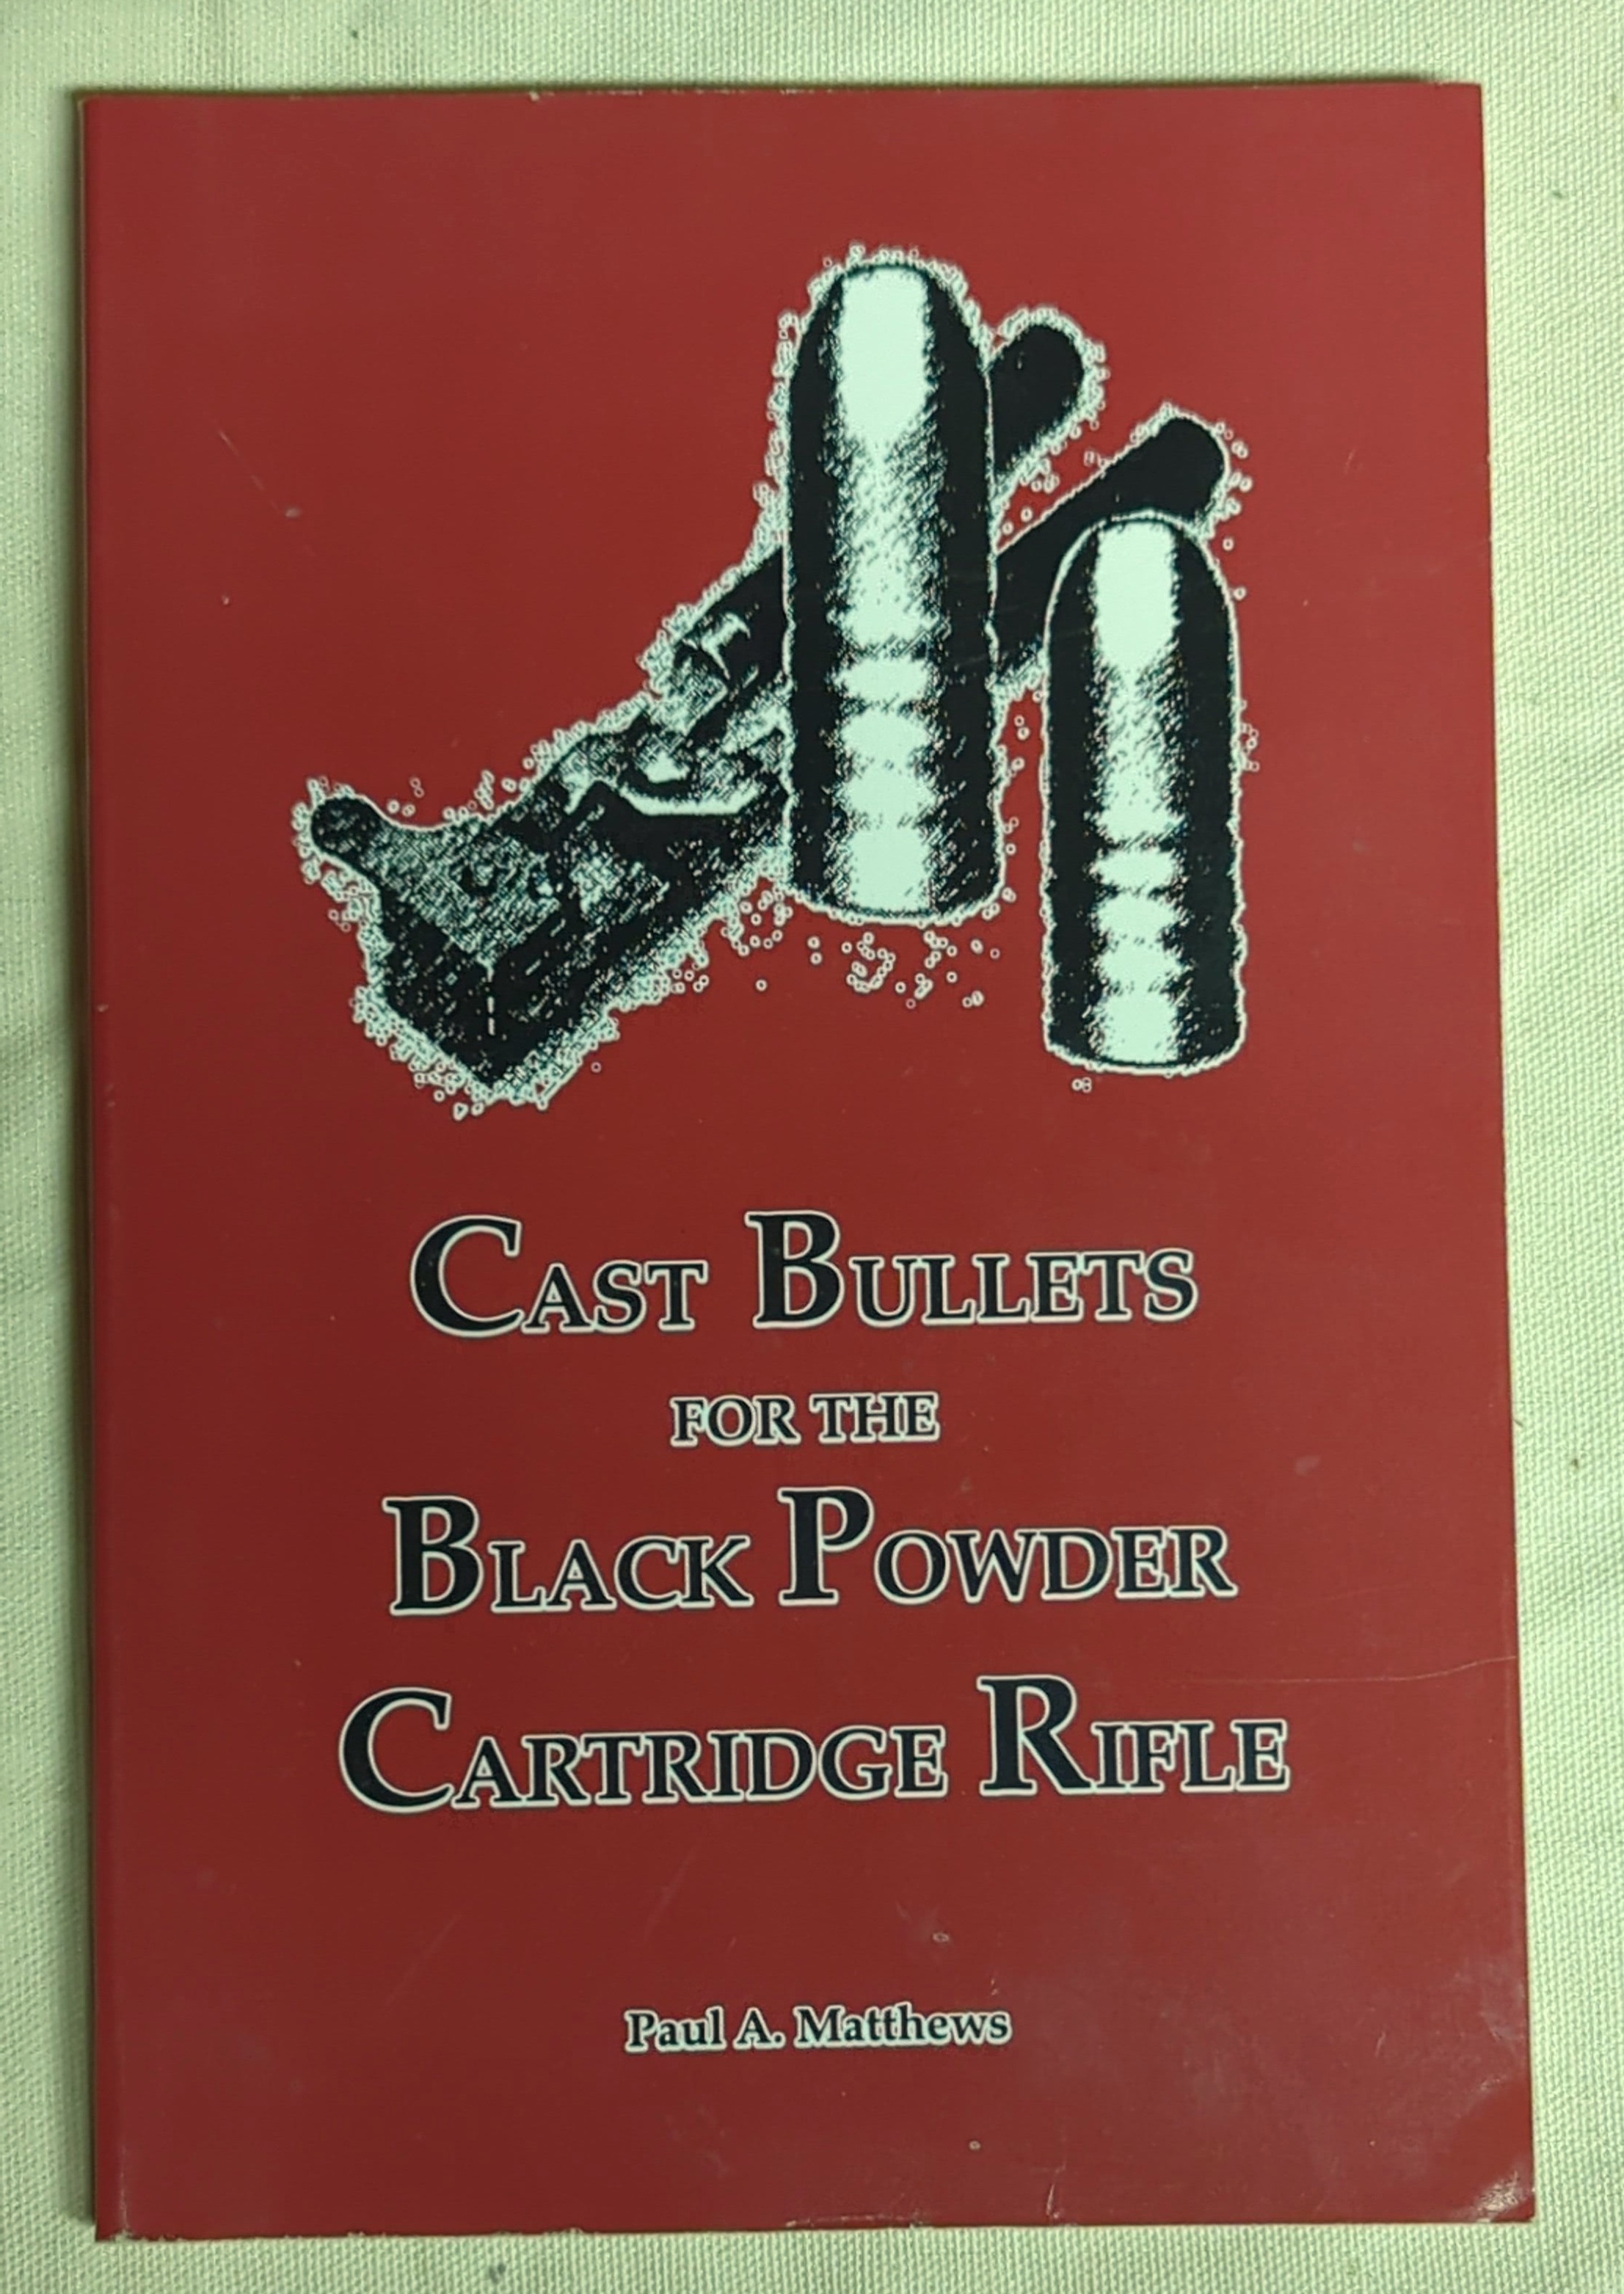 CAST BULLETS
FOR THE
BLACK POWDER
CARTRIDGE RIFLE
Paul A. Matthews